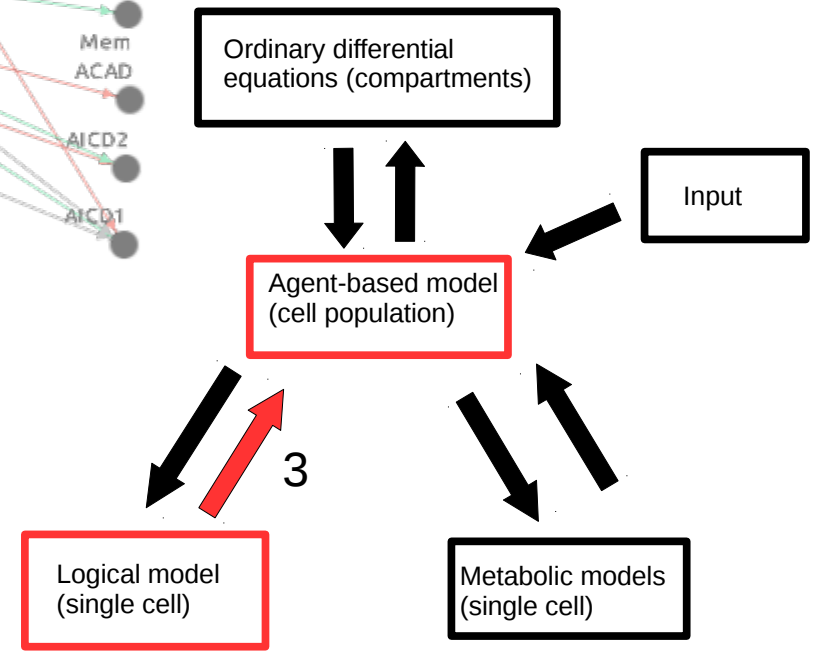 Mem
ACAD
AICD2
AICD1
Ordinary differential
equations (compartments)
Input
Agent-based model
(cell population)
3
Logical model
(single cell)
Metabolic models
(single cell)